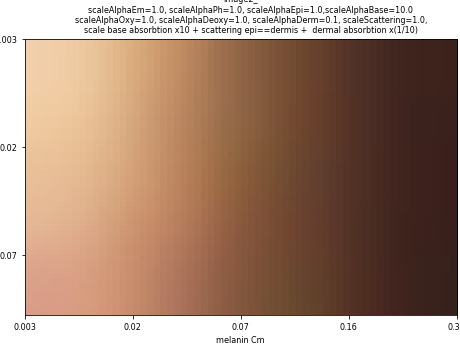 scaleAlphaEm=1.0, scaleAlphaPh=1.0, scaleAlphaEpi=1.0,scaleAlphaBase=10.0
scaleAlphaOxy=1.0, scaleAlphaDeoxy=1.0, scaleAlphaDerm=0.1, scaleScattering=1.0,
scale base absorbtion x10 + scattering epi==dermis +  dermal absorbtion x(1/10)
.003
0.02
0.07
0.003
0.02
0.07
0.16
0.3
melanin Cm